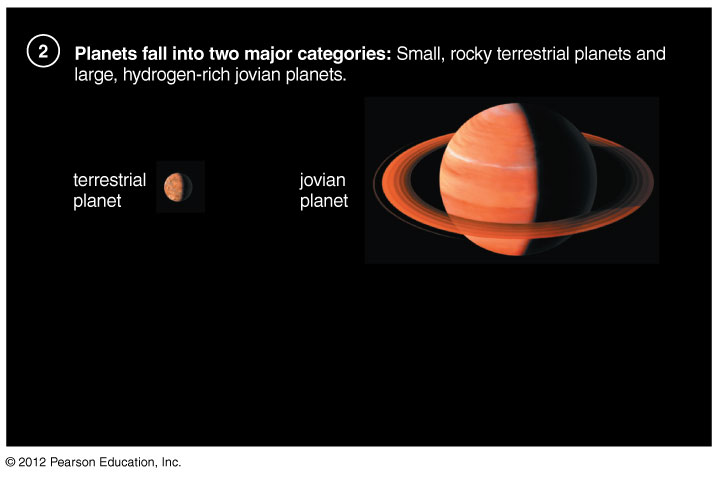 2 Planets fall into two major categories: Small, rocky terrestrial planets and
large, hydrogen-rich jovian planets.
terrestrial
planet
jovian
planet
© 2012 Pearson Education, Inc.